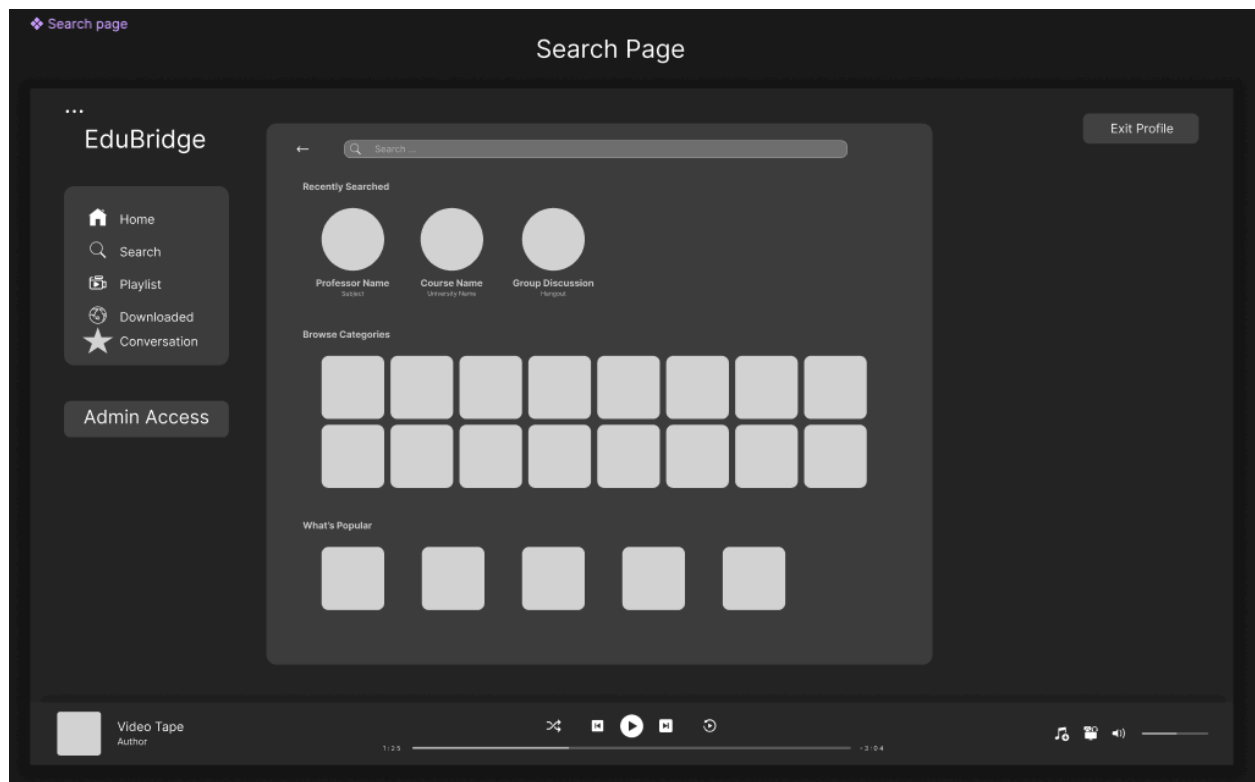 Search page
Search Page
...
EduBridge
Exit Profile
Home
Search
Playlist
Downloaded
Conversation
Admin Access
Search ...
Recently Searched
Professor Name
Subject
Course Name
University Name
Group Discussion
Hangout
Browse Categories
What's Popular
Video Tape
Author
1:25
-3:04